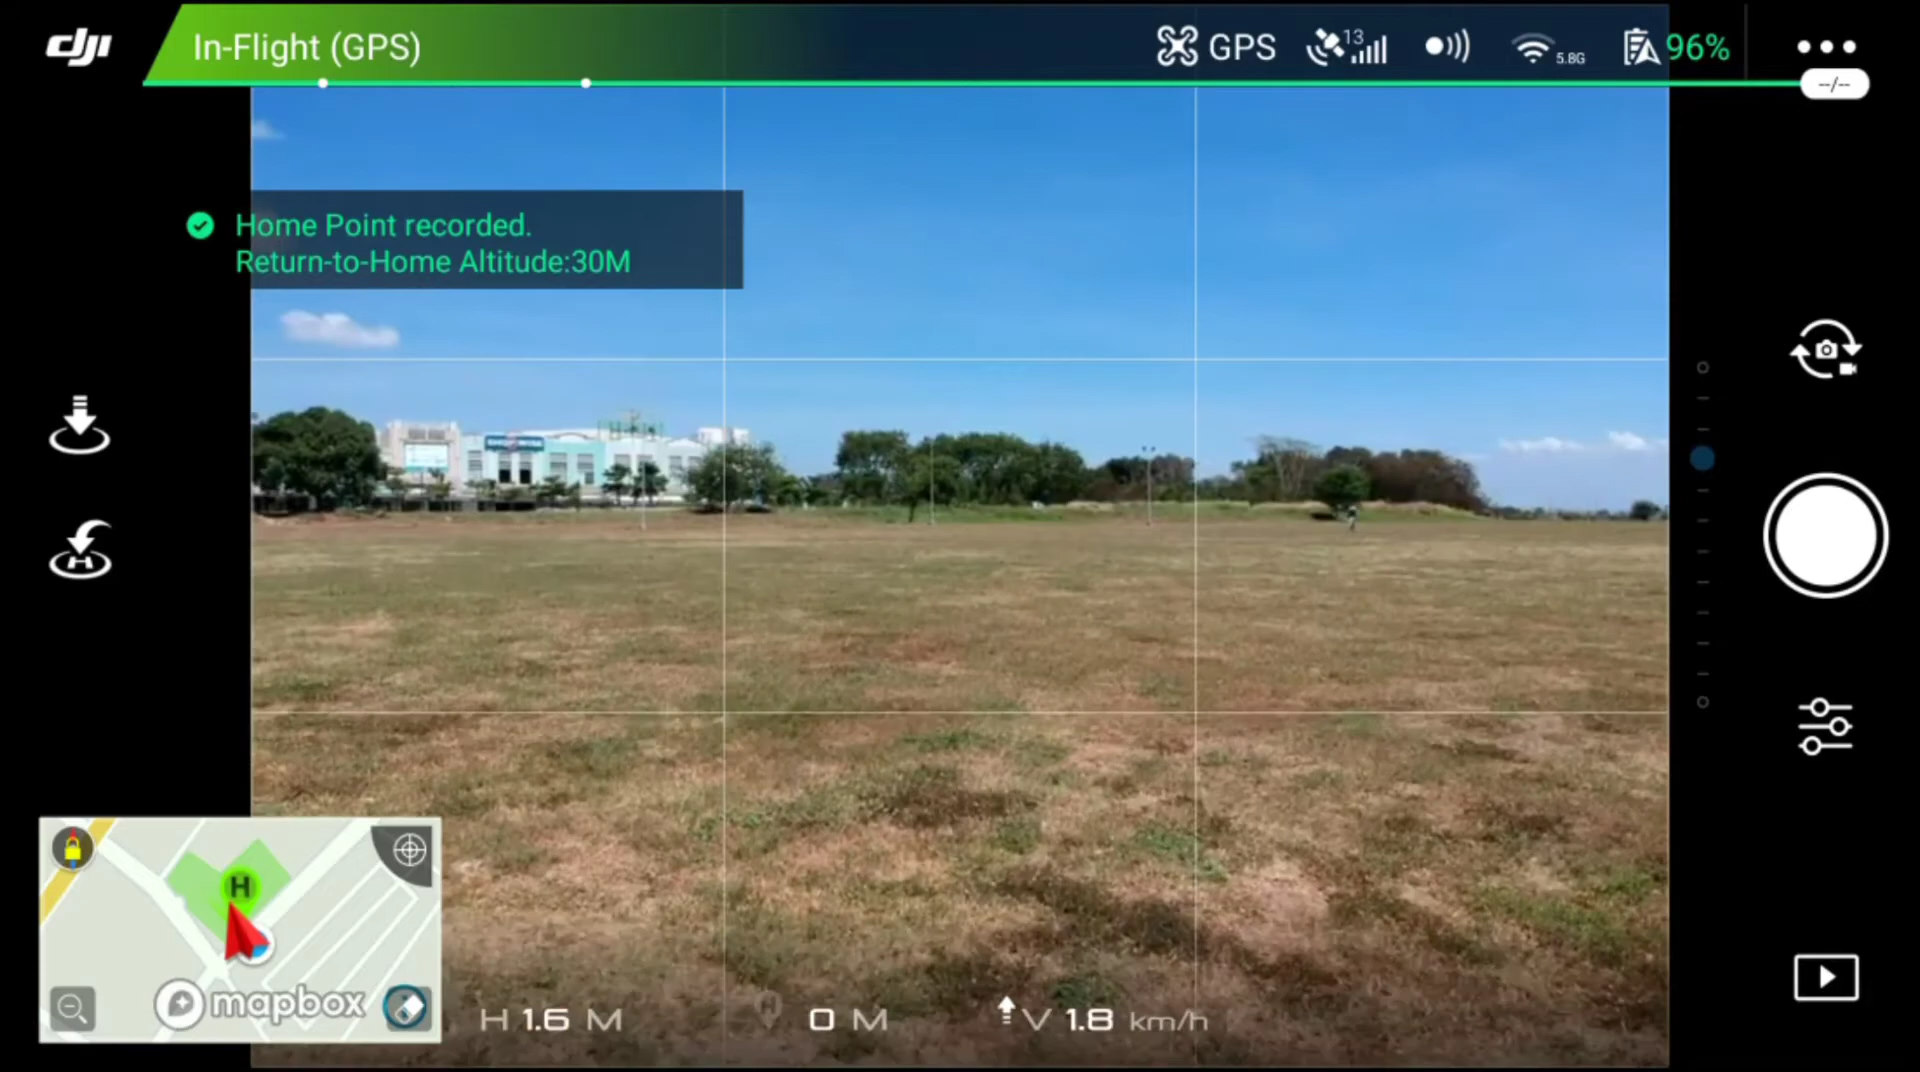 dji
In-Flight (GPS)
GPS
13
5.8G
96%
--/--
Home Point recorded.
Return-to-Home Altitude:30M
H
mapbox
H 1.6 M
H
0 M
V 1.8 km/h